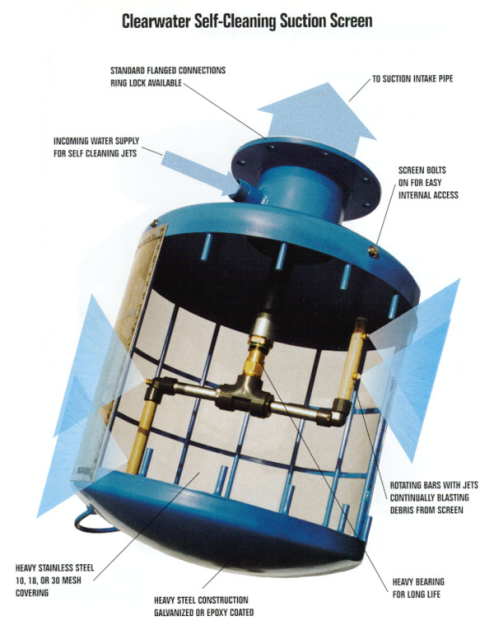 Clearwater Self-Cleaning Suction Screen
STANDARD FLANGED CONNECTIONS
RING LOCK AVAILABLE
TO SUCTION INTAKE PIPE
INCOMING WATER SUPPLY
FOR SELF CLEANING JETS
SCREEN BOLTS
ON FOR EASY
INTERNAL ACCESS
ROTATING BARS WITH JETS
CONTINUALLY BLASTING
DEBRIS FROM SCREEN
HEAVY STAINLESS STEEL
10, 18, OR 30 MESH
COVERING
HEAVY STEEL CONSTRUCTION
GALVANIZED OR EPOXY COATED
HEAVY BEARING
FOR LONG LIFE